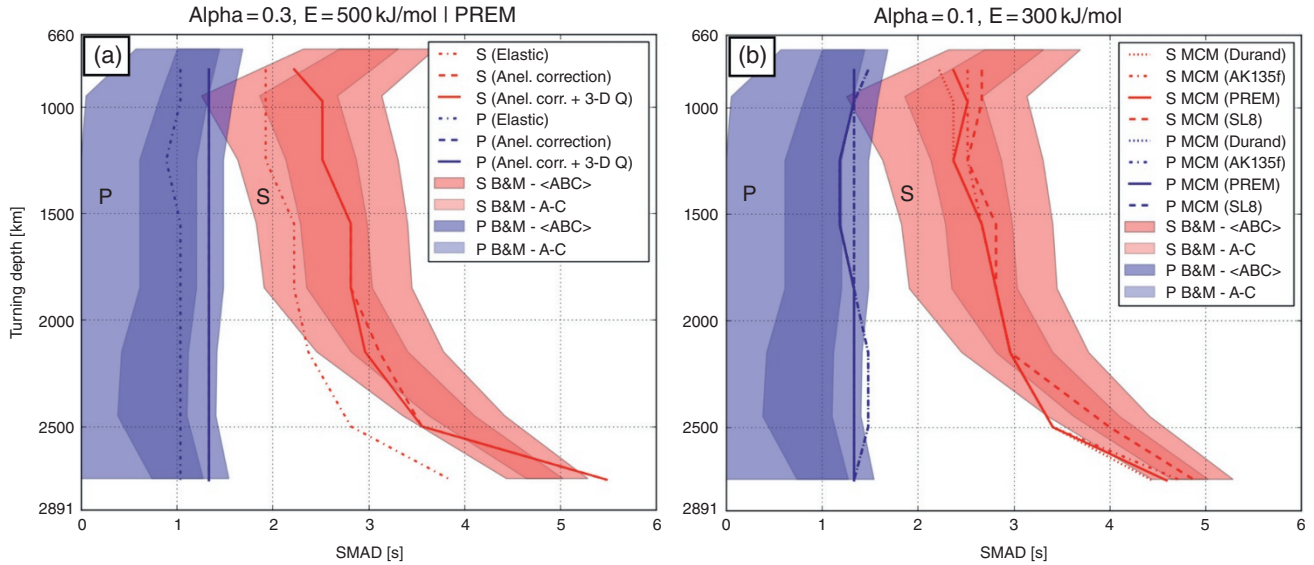 Alpha = 0.3, E = 500 kJ/mol | PREM
(a)
660
1000
1500
2000
2500
2891
Turning depth [km]
P
S
S (Elastic)
S (Anel. correction)
S (Anel. corr. + 3-D Q)
P (Elastic)
P (Anel. correction)
P (Anel. corr. + 3-D Q)
S B&M - <ABC>
S B&M - A-C
P B&M - <ABC>
P B&M - A-C
0 1 2 3 4 5 6
SMAD [s]
Alpha = 0.1, E = 300 kJ/mol
(b)
660
1000
1500
2000
2500
2891
P
S
S MCM (Durand)
S MCM (AK135f)
S MCM (PREM)
S MCM (SL8)
P MCM (Durand)
P MCM (AK135f)
P MCM (PREM)
P MCM (SL8)
S B&M - <ABC>
S B&M - A-C
P B&M - <ABC>
P B&M - A-C
0 1 2 3 4 5 6
SMAD [s]